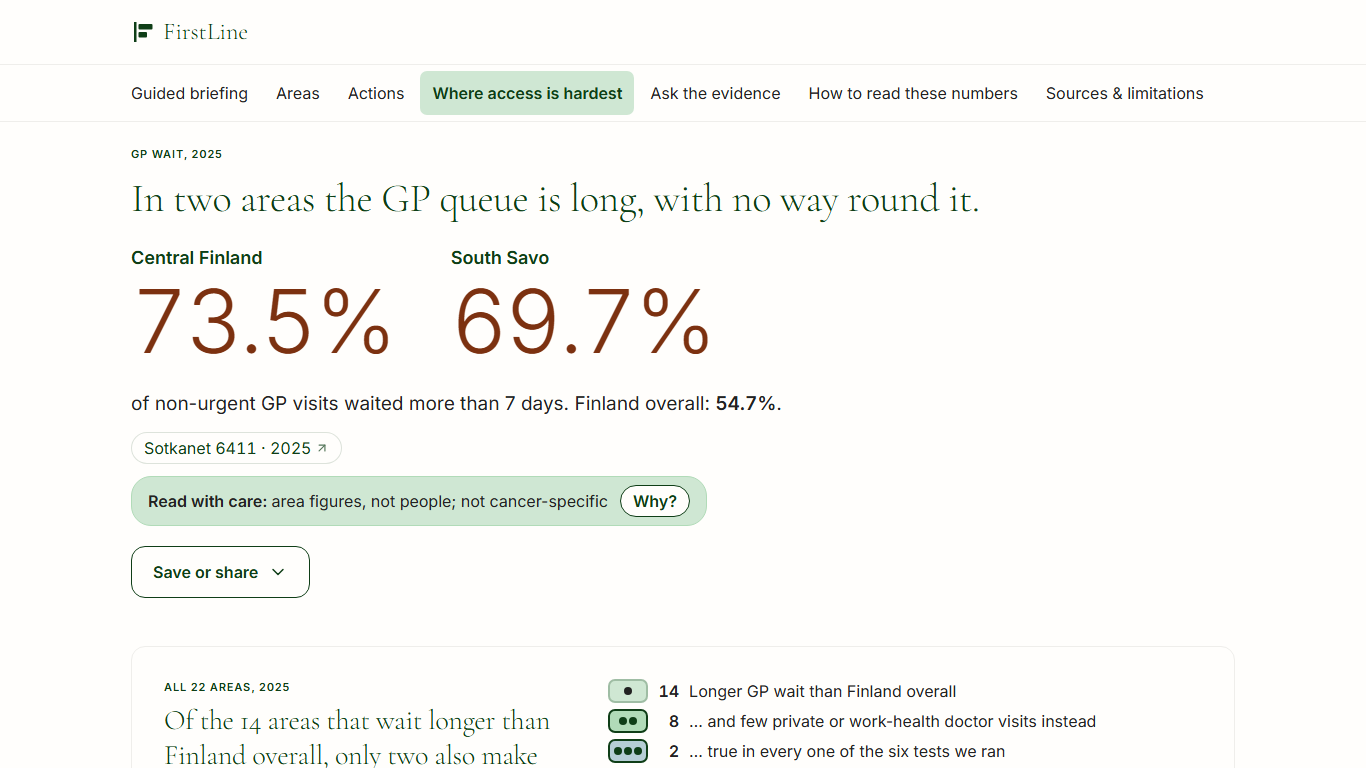 FirstLine
Guided briefing
Areas
Actions
Where access is hardest
Ask the evidence
How to read these numbers
Sources & limitations
GP WAIT, 2025
In two areas the GP queue is long, with no way round it.
Central Finland
South Savo
73.5%
69.7%
of non-urgent GP visits waited more than 7 days. Finland overall: 54.7%.
Sotkanet 6411 · 2025 ↗
Read with care: area figures, not people; not cancer-specific
Why?
Save or share
ALL 22 AREAS, 2025
Of the 14 areas that wait longer than
Finland overall, only two also make
14 Longer GP wait than Finland overall
8 ... and few private or work-health doctor visits instead
2 ... true in every one of the six tests we ran